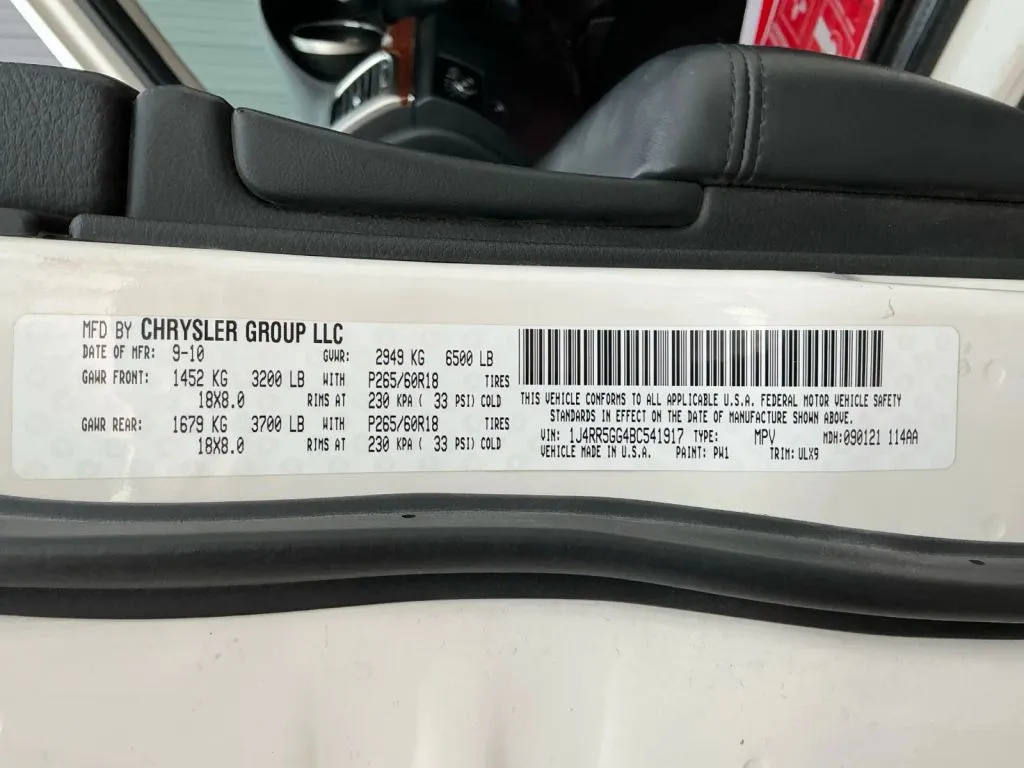 MFD BY CHRYSLER GROUP LLC
DATE OF MFR: 9-10 GVWR: 2949 KG 6500 LB
GAWR FRONT: 1452 KG 3200 LB WITH P265/60R18 TIRES
18X8.0 RIMS AT 230 KPA ( 33 PSI) COLD
GAWR REAR: 1679 KG 3700 LB WITH P265/60R18 TIRES
18X8.0 RIMS AT 230 KPA ( 33 PSI) COLD
THIS VEHICLE CONFORMS TO ALL APPLICABLE U.S.A. FEDERAL MOTOR VEHICLE SAFETY
STANDARDS IN EFFECT ON THE DATE OF MANUFACTURE SHOWN ABOVE.
VIN: 1J4RR5GG4BC541917 TYPE: MPV MDH:090121 114AA
VEHICLE MADE IN U.S.A. PAINT: PW1 TRIM: ULX9